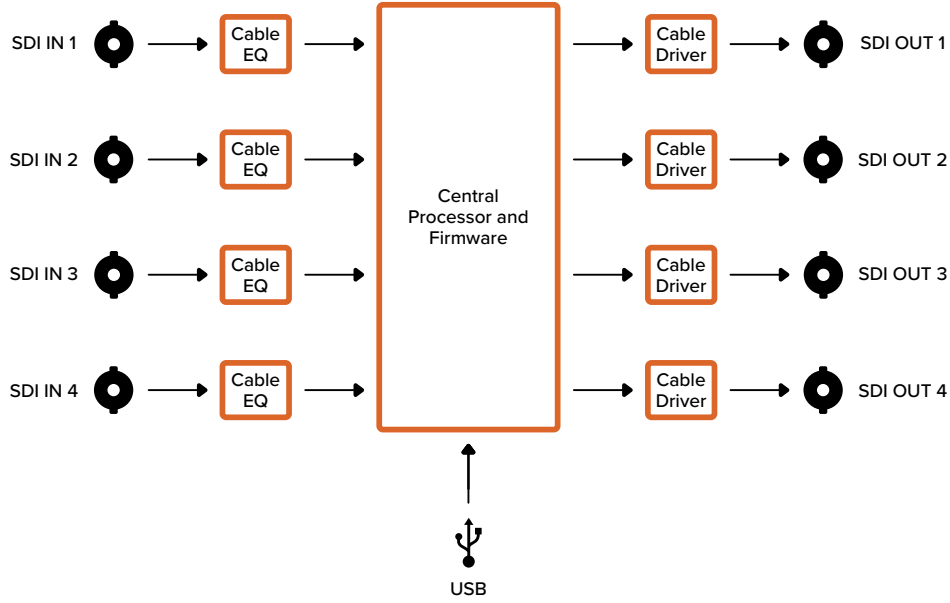 SDI IN 1
Cable
EQ
Cable
Driver
SDI OUT 1
SDI IN 2
Cable
EQ
Cable
Driver
SDI OUT 2
Central
Processor and
Firmware
SDI IN 3
Cable
EQ
Cable
Driver
SDI OUT 3
SDI IN 4
Cable
EQ
Cable
Driver
SDI OUT 4
USB